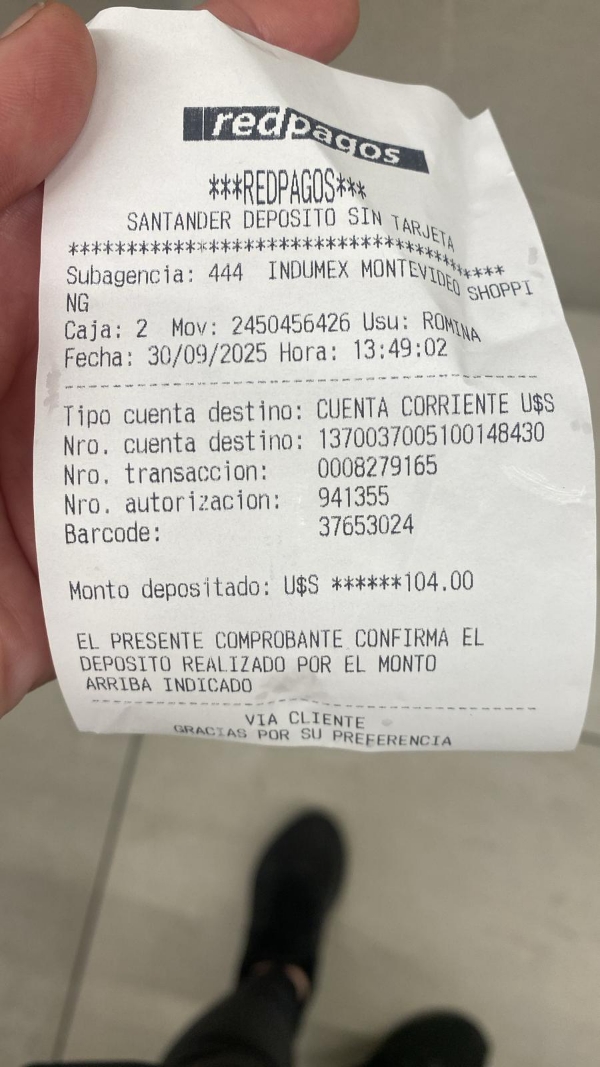 redpagos
***REDPAGOS***
SANTANDER DEPOSITO SIN TARJETA
****************************************
Subagencia: 444  INDUMEX MONTEVIDEO SHOPPI
NG
Caja: 2  Mov: 2450456426 Usu: ROMINA
Fecha: 30/09/2025 Hora: 13:49:02
----------------------------------------
Tipo cuenta destino: CUENTA CORRIENTE U$S
Nro. cuenta destino: 1370037005100148430
Nro. transaccion:    0008279165
Nro. autorizacion:   941355
Barcode:             37653024
Monto depositado: U$S ******104.00
EL PRESENTE COMPROBANTE CONFIRMA EL
DEPOSITO REALIZADO POR EL MONTO
ARRIBA INDICADO
----------------------------------------
VIA CLIENTE
GRACIAS POR SU PREFERENCIA